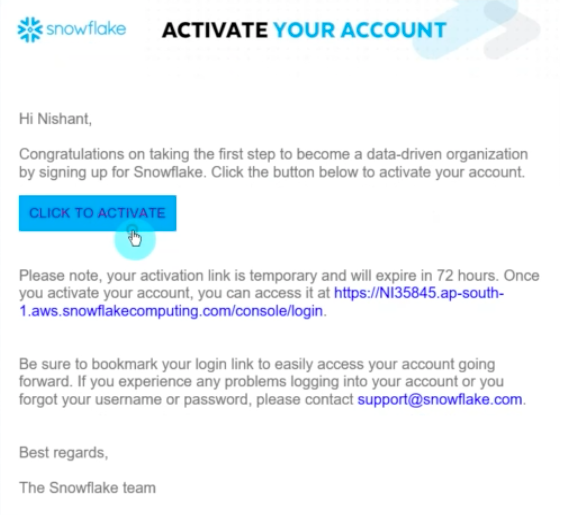 snowflake ACTIVATE YOUR ACCOUNT
Hi Nishant,
Congratulations on taking the first step to become a data-driven organization
by signing up for Snowflake. Click the button below to activate your account.
CLICK TO ACTIVATE
Please note, your activation link is temporary and will expire in 72 hours. Once
you activate your account, you can access it at https://NI35845.ap-south-
1.aws.snowflakecomputing.com/console/login.
Be sure to bookmark your login link to easily access your account going
forward. If you experience any problems logging into your account or you
forgot your username or password, please contact support@snowflake.com.
Best regards,
The Snowflake team